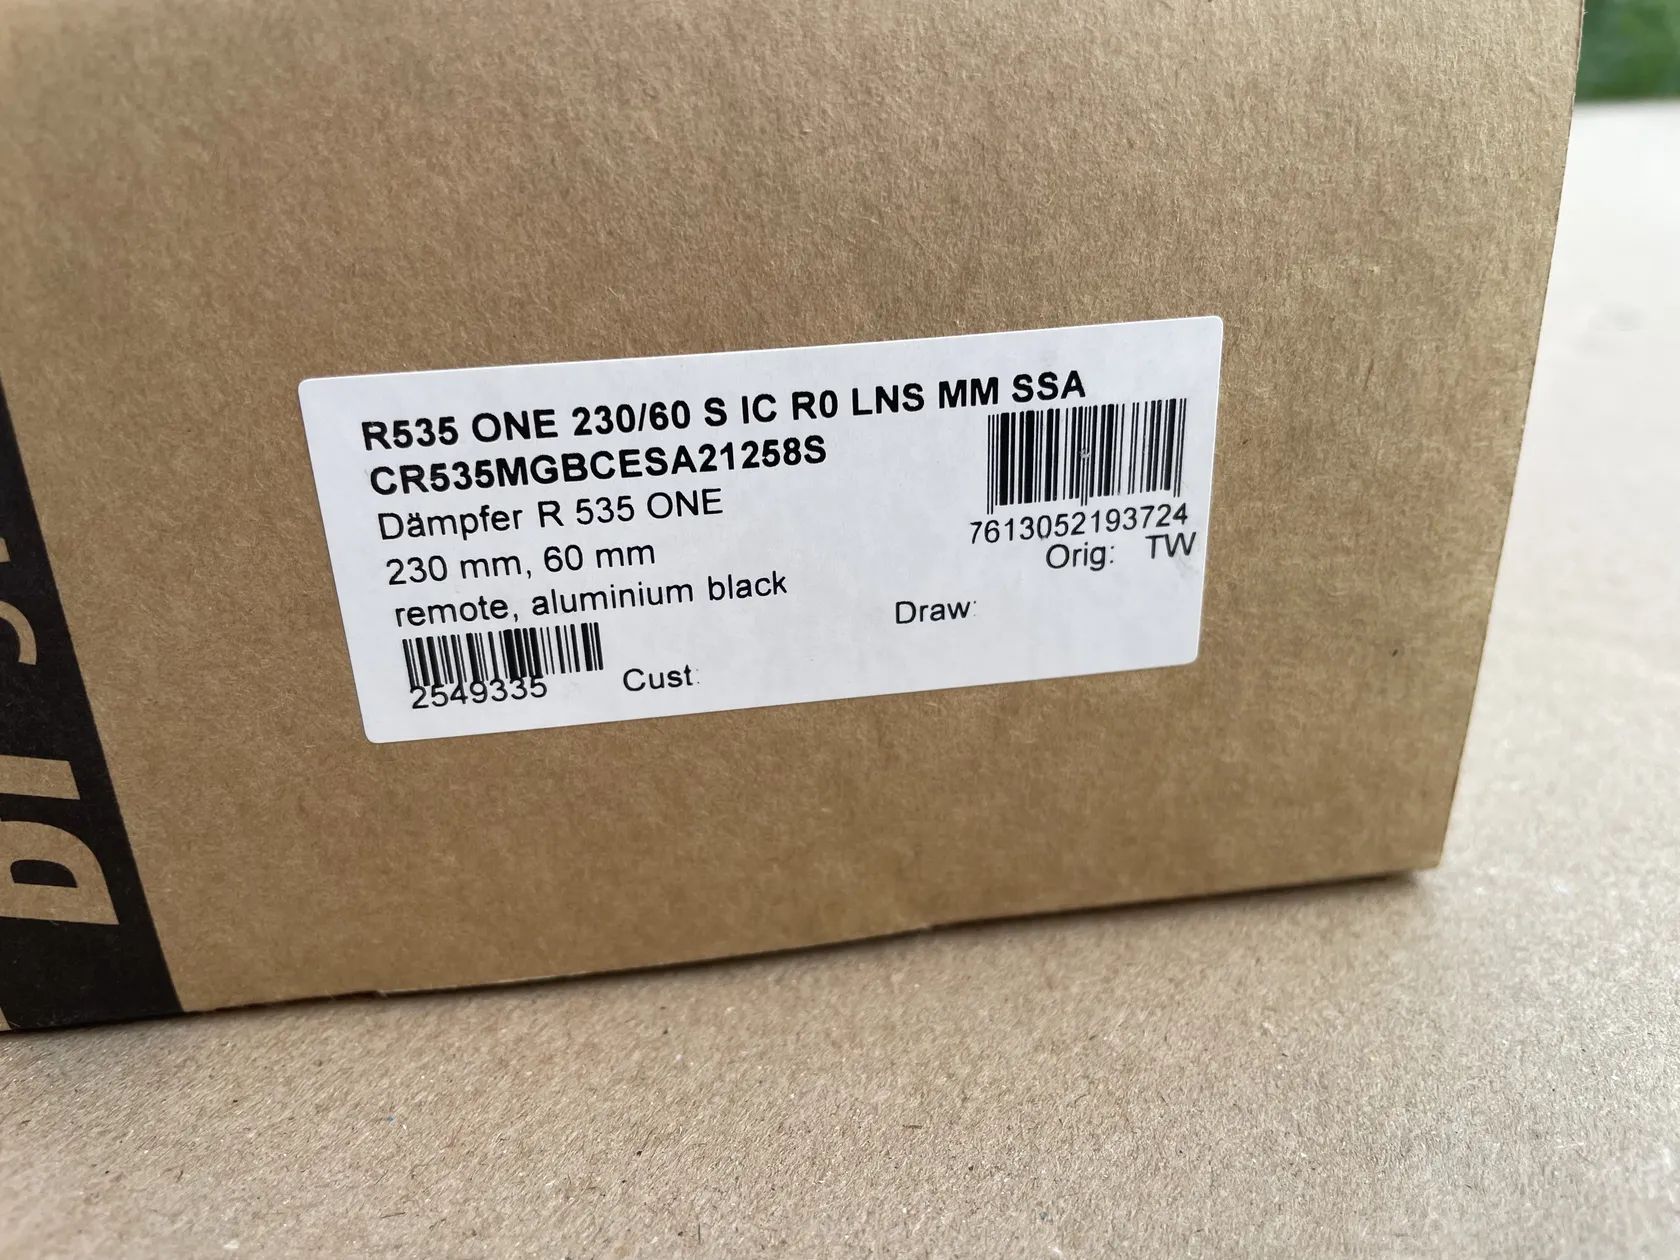 R535 ONE 230/60 S IC R0 LNS MM SSA
CR535MGBCESA21258S
Dämpfer R 535 ONE
230 mm, 60 mm
remote, aluminium black
7613052193724
Orig: TW
Draw:
2549335
Cust: